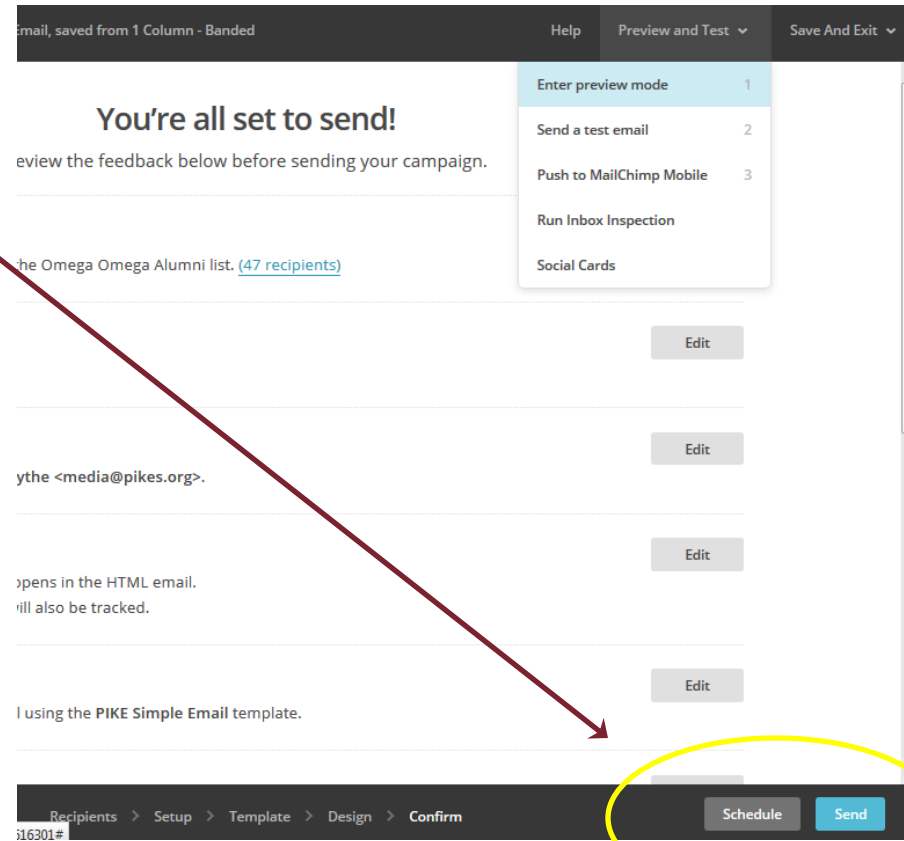 Email, saved from 1 Column - Banded Help Preview and Test Save And Exit
Enter preview mode 1
You're all set to send!
Send a test email 2
eview the feedback below before sending your campaign.
Push to MailChimp Mobile 3
Run Inbox Inspection
the Omega Omega Alumni list. (47 recipients)
Social Cards
Edit
Edit
ythe <media@pikes.org>.
Edit
opens in the HTML email.
will also be tracked.
Edit
l using the PIKE Simple Email template.
Recipients > Setup > Template > Design > Confirm Schedule Send
516301#